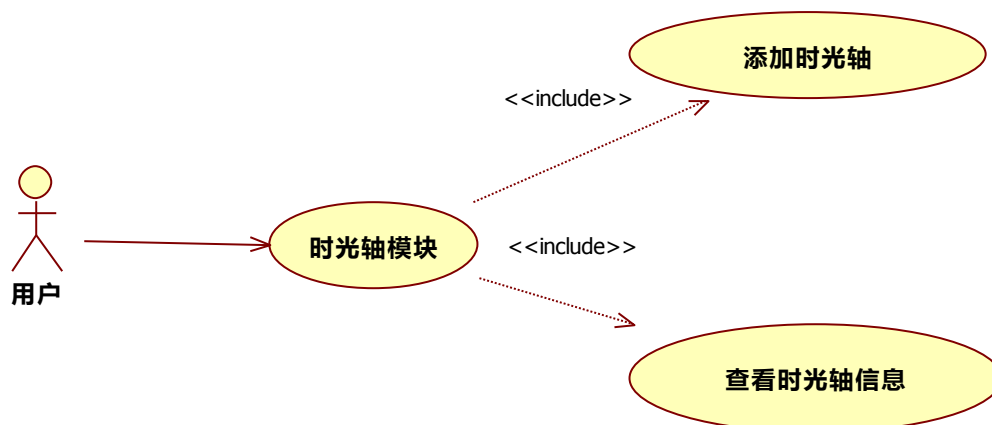 添加时光轴
<<include>>
用户
时光轴模块
<<include>>
查看时光轴信息